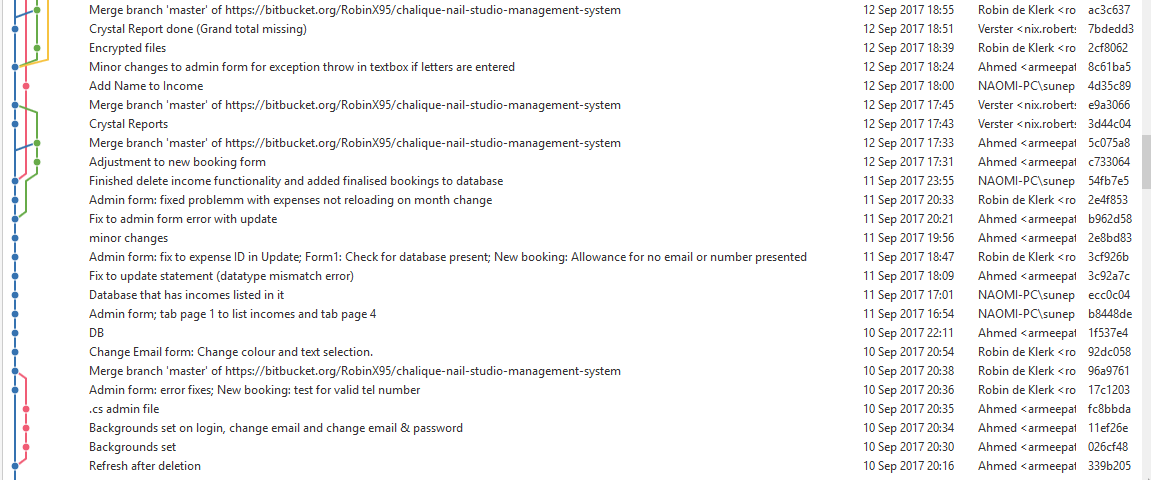 Merge branch 'master' of https://bitbucket.org/RobinX95/chalique-nail-studio-management-system 12 Sep 2017 18:55 Robin de Klerk <ro ac3c637
Crystal Report done (Grand total missing) 12 Sep 2017 18:51 Verster <nix.roberts 7bdedd3
Encrypted files 12 Sep 2017 18:39 Robin de Klerk <ro 2cf8062
Minor changes to admin form for exception throw in textbox if letters are entered 12 Sep 2017 18:24 Ahmed <armeepat 8c61ba5
Add Name to Income 12 Sep 2017 18:00 NAOMI-PC\sunep 4d35c89
Merge branch 'master' of https://bitbucket.org/RobinX95/chalique-nail-studio-management-system 12 Sep 2017 17:45 Verster <nix.roberts e9a3066
Crystal Reports 12 Sep 2017 17:43 Verster <nix.roberts 3d44c04
Merge branch 'master' of https://bitbucket.org/RobinX95/chalique-nail-studio-management-system 12 Sep 2017 17:33 Ahmed <armeepat 5c075a8
Adjustment to new booking form 12 Sep 2017 17:31 Ahmed <armeepat c733064
Finished delete income functionality and added finalised bookings to database 11 Sep 2017 23:55 NAOMI-PC\sunep 54fb7e5
Admin form: fixed problemm with expenses not reloading on month change 11 Sep 2017 20:33 Robin de Klerk <ro 2e4f853
Fix to admin form error with update 11 Sep 2017 20:21 Ahmed <armeepat b962d58
minor changes 11 Sep 2017 19:56 Ahmed <armeepat 2e8bd83
Admin form: fix to expense ID in Update; Form1: Check for database present; New booking: Allowance for no email or number presented 11 Sep 2017 18:47 Robin de Klerk <ro 3cf926b
Fix to update statement (datatype mismatch error) 11 Sep 2017 18:09 Ahmed <armeepat 3c92a7c
Database that has incomes listed in it 11 Sep 2017 17:01 NAOMI-PC\sunep ecc0c04
Admin form; tab page 1 to list incomes and tab page 4 11 Sep 2017 16:54 NAOMI-PC\sunep b8448de
DB 10 Sep 2017 22:11 Ahmed <armeepat 1f537e4
Change Email form: Change colour and text selection. 10 Sep 2017 20:54 Robin de Klerk <ro 92dc058
Merge branch 'master' of https://bitbucket.org/RobinX95/chalique-nail-studio-management-system 10 Sep 2017 20:38 Robin de Klerk <ro 96a9761
Admin form: error fixes; New booking: test for valid tel number 10 Sep 2017 20:36 Robin de Klerk <ro 17c1203
.cs admin file 10 Sep 2017 20:35 Ahmed <armeepat fc8bbda
Backgrounds set on login, change email and change email & password 10 Sep 2017 20:34 Ahmed <armeepat 11ef26e
Backgrounds set 10 Sep 2017 20:30 Ahmed <armeepat 026cf48
Refresh after deletion 10 Sep 2017 20:16 Ahmed <armeepat 339b205